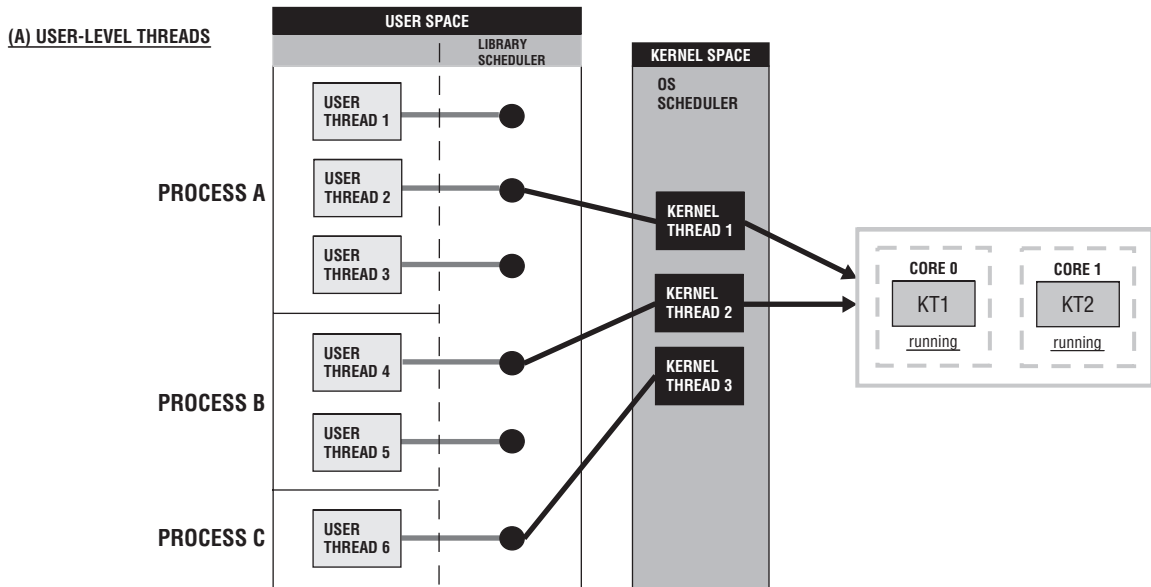 (A) USER-LEVEL THREADS
USER SPACE
LIBRARY
SCHEDULER
KERNEL SPACE
OS
SCHEDULER
PROCESS A
USER
THREAD 1
USER
THREAD 2
USER
THREAD 3
PROCESS B
USER
THREAD 4
USER
THREAD 5
PROCESS C
USER
THREAD 6
KERNEL
THREAD 1
KERNEL
THREAD 2
KERNEL
THREAD 3
CORE 0
KT1
running
CORE 1
KT2
running